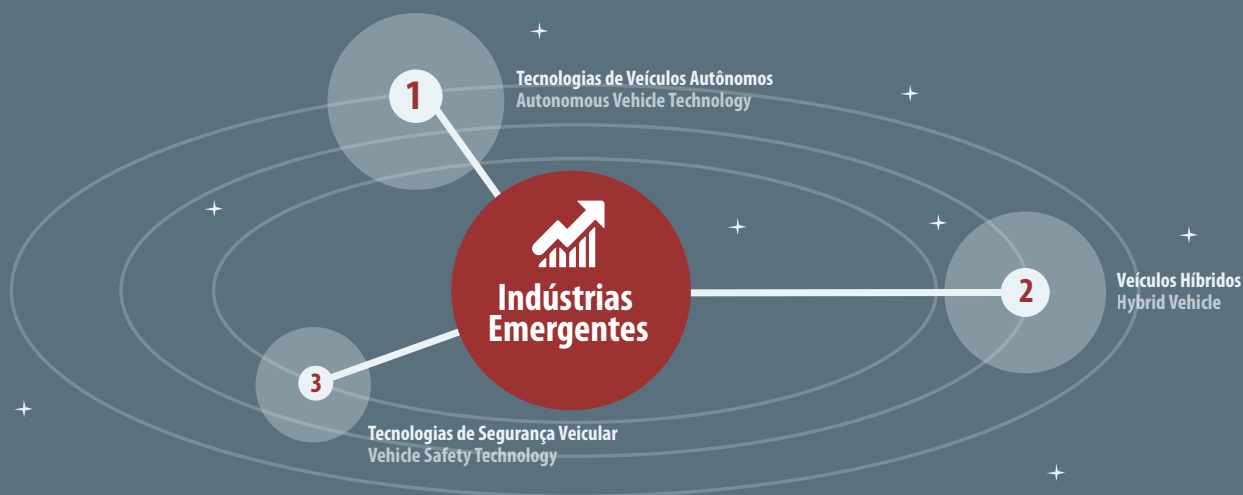 1
Tecnologias de Veículos Autônomos
Autonomous Vehicle Technology
Indústrias
Emergentes
2
Veículos Híbridos
Hybrid Vehicle
3
Tecnologias de Segurança Veicular
Vehicle Safety Technology